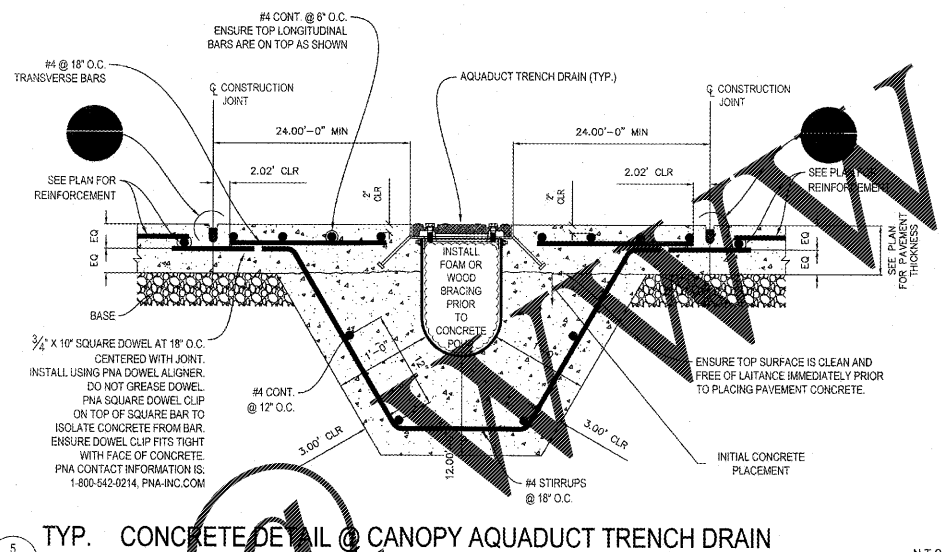 #4 CONT. @ 6" O.C.
ENSURE TOP LONGITUDINAL
BARS ARE ON TOP AS SHOWN
#4 @ 18" O.C.
TRANSVERSE BARS
AQUADUCT TRENCH DRAIN (TYP.)
℄ CONSTRUCTION
JOINT
℄ CONSTRUCTION
JOINT
24.00'-0" MIN
24.00'-0" MIN
2.02' CLR
2.02' CLR
2" CLR
2" CLR
SEE PLAN FOR
REINFORCEMENT
SEE PLAN FOR
REINFORCEMENT
EQ
EQ
EQ
EQ
SEE PLAN
FOR PAVEMENT
THICKNESS
INSTALL
FOAM OR
WOOD
BRACING
PRIOR
TO
CONCRETE
POUR
BASE
3/4" X 10" SQUARE DOWEL AT 18" O.C.
CENTERED WITH JOINT.
INSTALL USING PNA DOWEL ALIGNER.
DO NOT GREASE DOWEL.
PNA SQUARE DOWEL CLIP
ON TOP OF SQUARE BAR TO
ISOLATE CONCRETE FROM BAR.
ENSURE DOWEL CLIP FITS TIGHT
WITH FACE OF CONCRETE.
PNA CONTACT INFORMATION IS:
1-800-542-0214, PNA-INC.COM
#4 CONT.
@ 12" O.C.
1'-0"
3.00' CLR
3.00' CLR
12.00'
ENSURE TOP SURFACE IS CLEAN AND
FREE OF LAITANCE IMMEDIATELY PRIOR
TO PLACING PAVEMENT CONCRETE.
INITIAL CONCRETE
PLACEMENT
#4 STIRRUPS
@ 18" O.C.
WWWW
@
5
TYP. CONCRETE DETAIL @ CANOPY AQUADUCT TRENCH DRAIN
N.T.S.